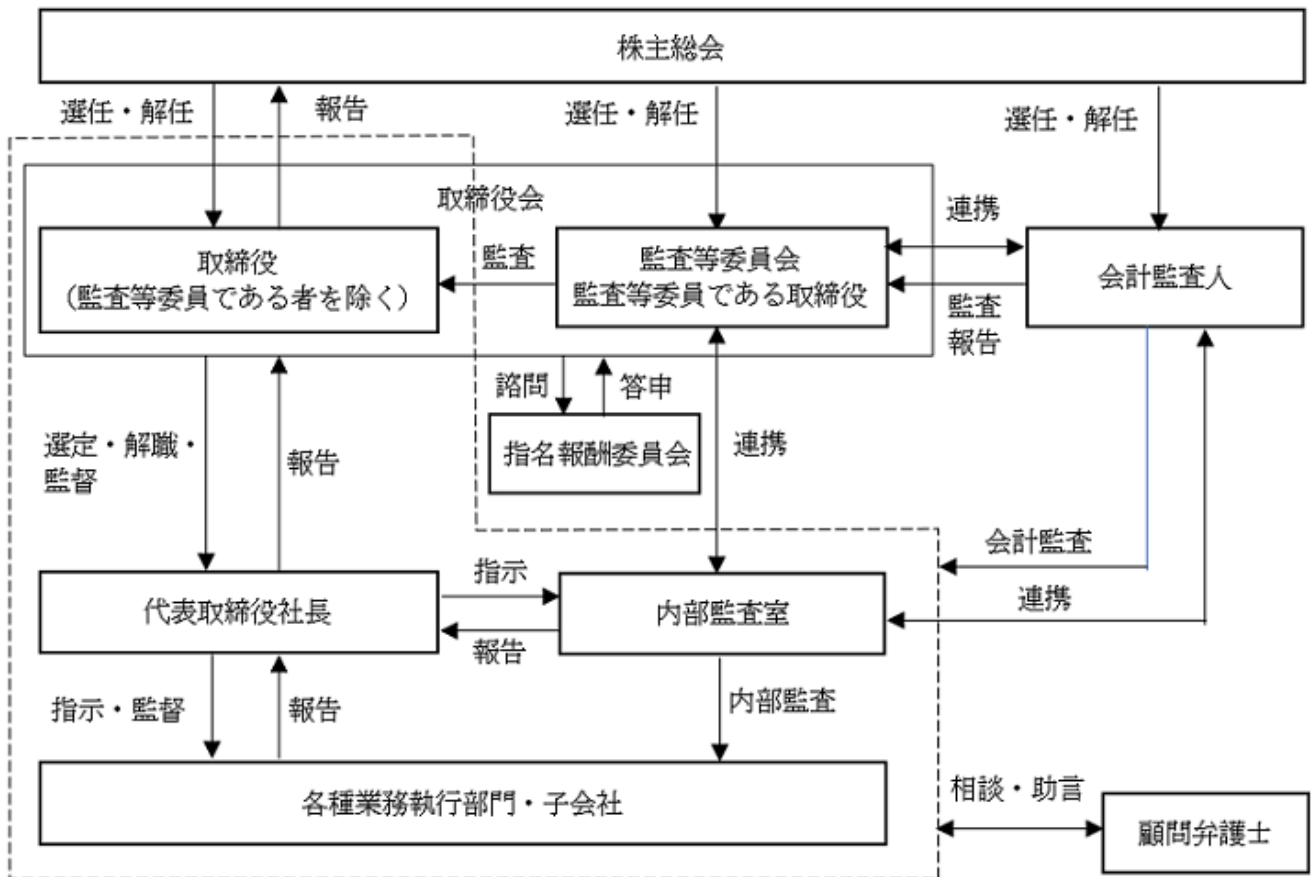 株主総会
選任・解任
報告
選任・解任
選任・解任
取締役会
連携
取締役
(監査等委員である者を除く)
監査
監査等委員会
監査等委員である取締役
会計監査人
監査
報告
諮問
答申
選定・解職・
監督
報告
指名報酬委員会
連携
会計監査
代表取締役社長
指示
報告
内部監査室
連携
指示・監督
報告
内部監査
各種業務執行部門・子会社
相談・助言
顧問弁護士